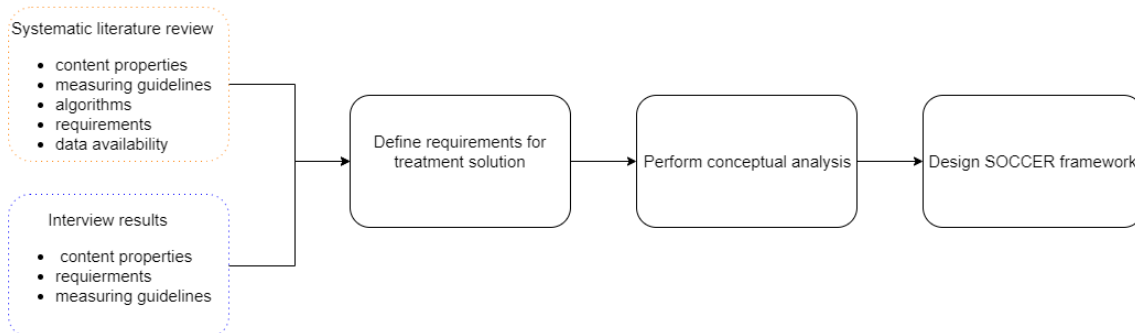 Systematic literature review
• content properties
• measuring guidelines
• algorithms
• requirements
• data availability
Interview results
• content properties
• requierments
• measuring guidelines
Define requirements for
treatment solution
Perform conceptual analysis
Design SOCCER framework